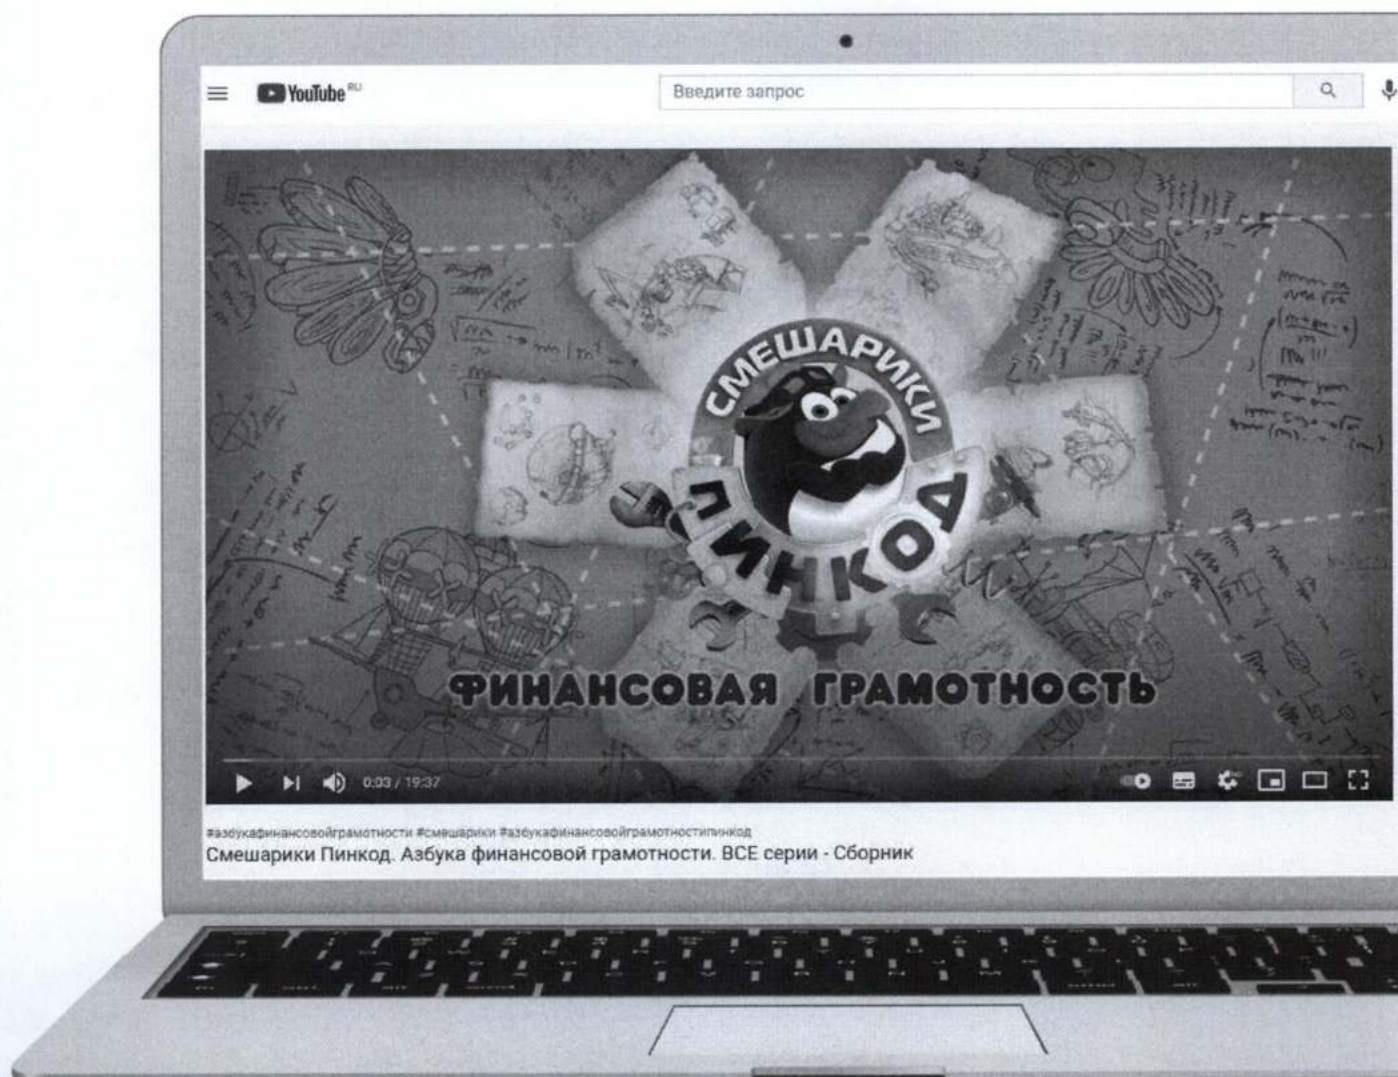 YouTube RU
Введите запрос
СМЕШАРИКИ
ПИНКОД
ФИНАНСОВАЯ ГРАМОТНОСТЬ
0:03 / 19:37
#азбукафинансовойграмотности #смешарики #азбукафинансовойграмотностипинкод
Смешарики Пинкод. Азбука финансовой грамотности. ВСЕ серии - Сборник